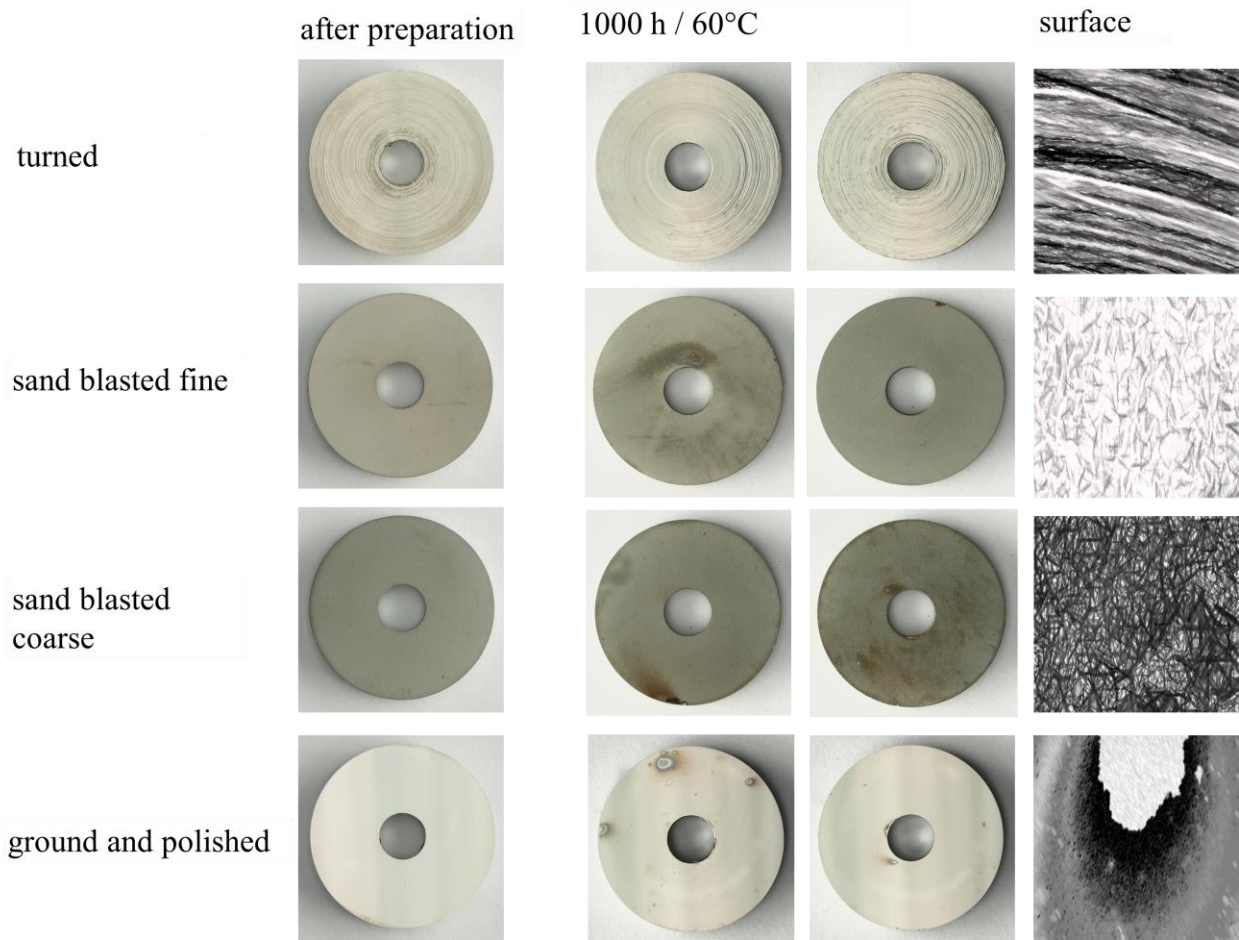 after preparation
1000 h / 60°C
surface
turned
sand blasted fine
sand blasted
coarse
ground and polished